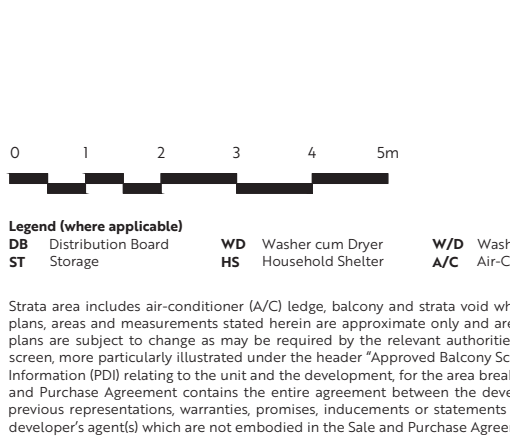 0 1 2 3 4 5m
Legend (where applicable)
DB Distribution Board WD Washer cum Dryer W/D Wash
ST Storage HS Household Shelter A/C Air-C
Strata area includes air-conditioner (A/C) ledge, balcony and strata void wh
plans, areas and measurements stated herein are approximate only and are
plans are subject to change as may be required by the relevant authoritie
screen, more particularly illustrated under the header “Approved Balcony Sc
Information (PDI) relating to the unit and the development, for the area brea
and Purchase Agreement contains the entire agreement between the deve
previous representations, warranties, promises, inducements or statements
developer’s agent(s) which are not embodied in the Sale and Purchase Agree